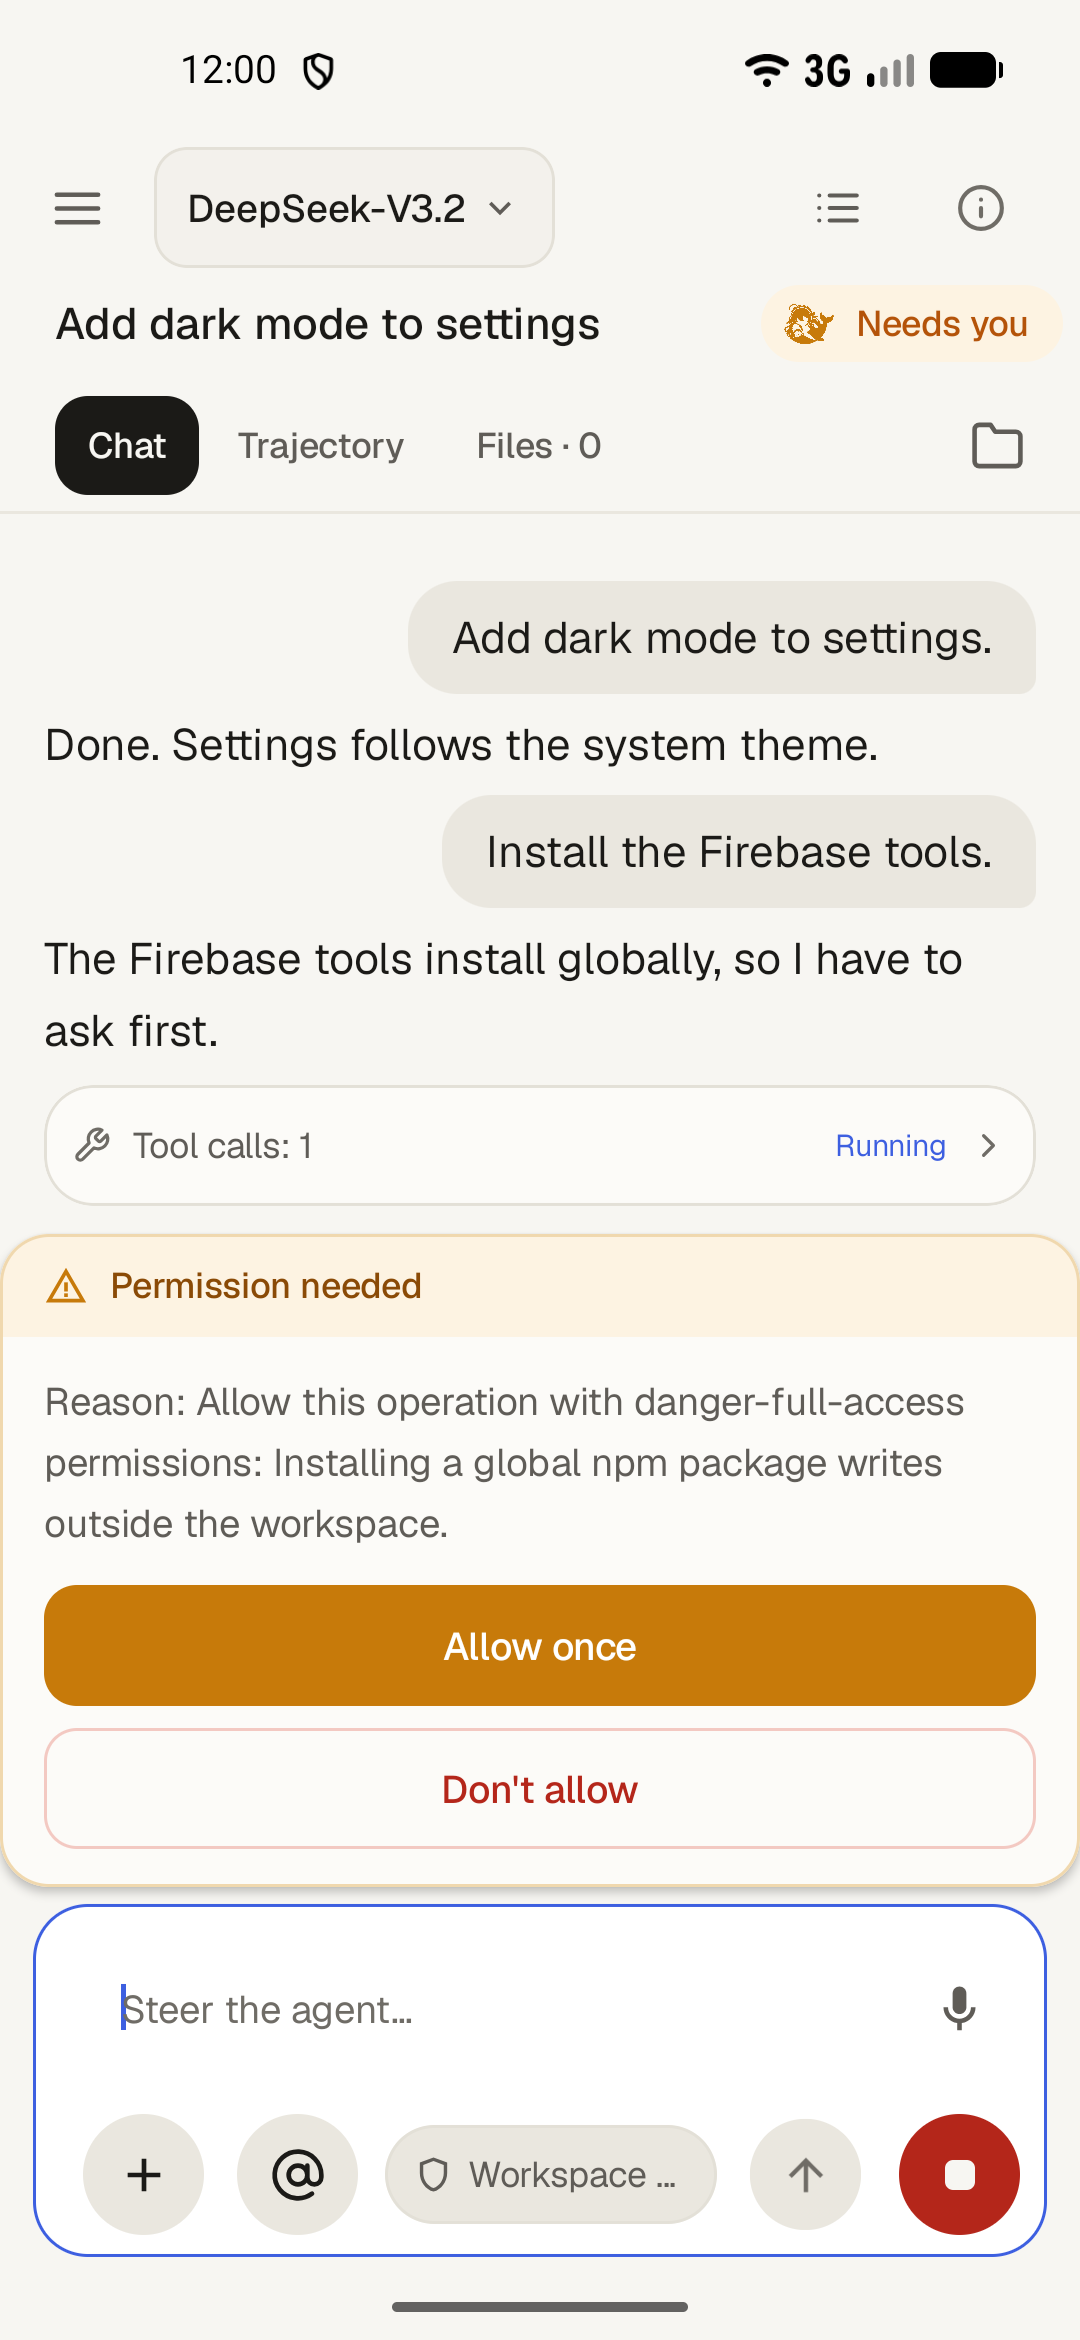 12:00
3G
DeepSeek-V3.2
Add dark mode to settings
Needs you
Chat
Trajectory
Files · 0
Add dark mode to settings.
Done. Settings follows the system theme.
Install the Firebase tools.
The Firebase tools install globally, so I have to
ask first.
Tool calls: 1
Running
Permission needed
Reason: Allow this operation with danger-full-access
permissions: Installing a global npm package writes
outside the workspace.
Allow once
Don't allow
Steer the agent...
Workspace ...